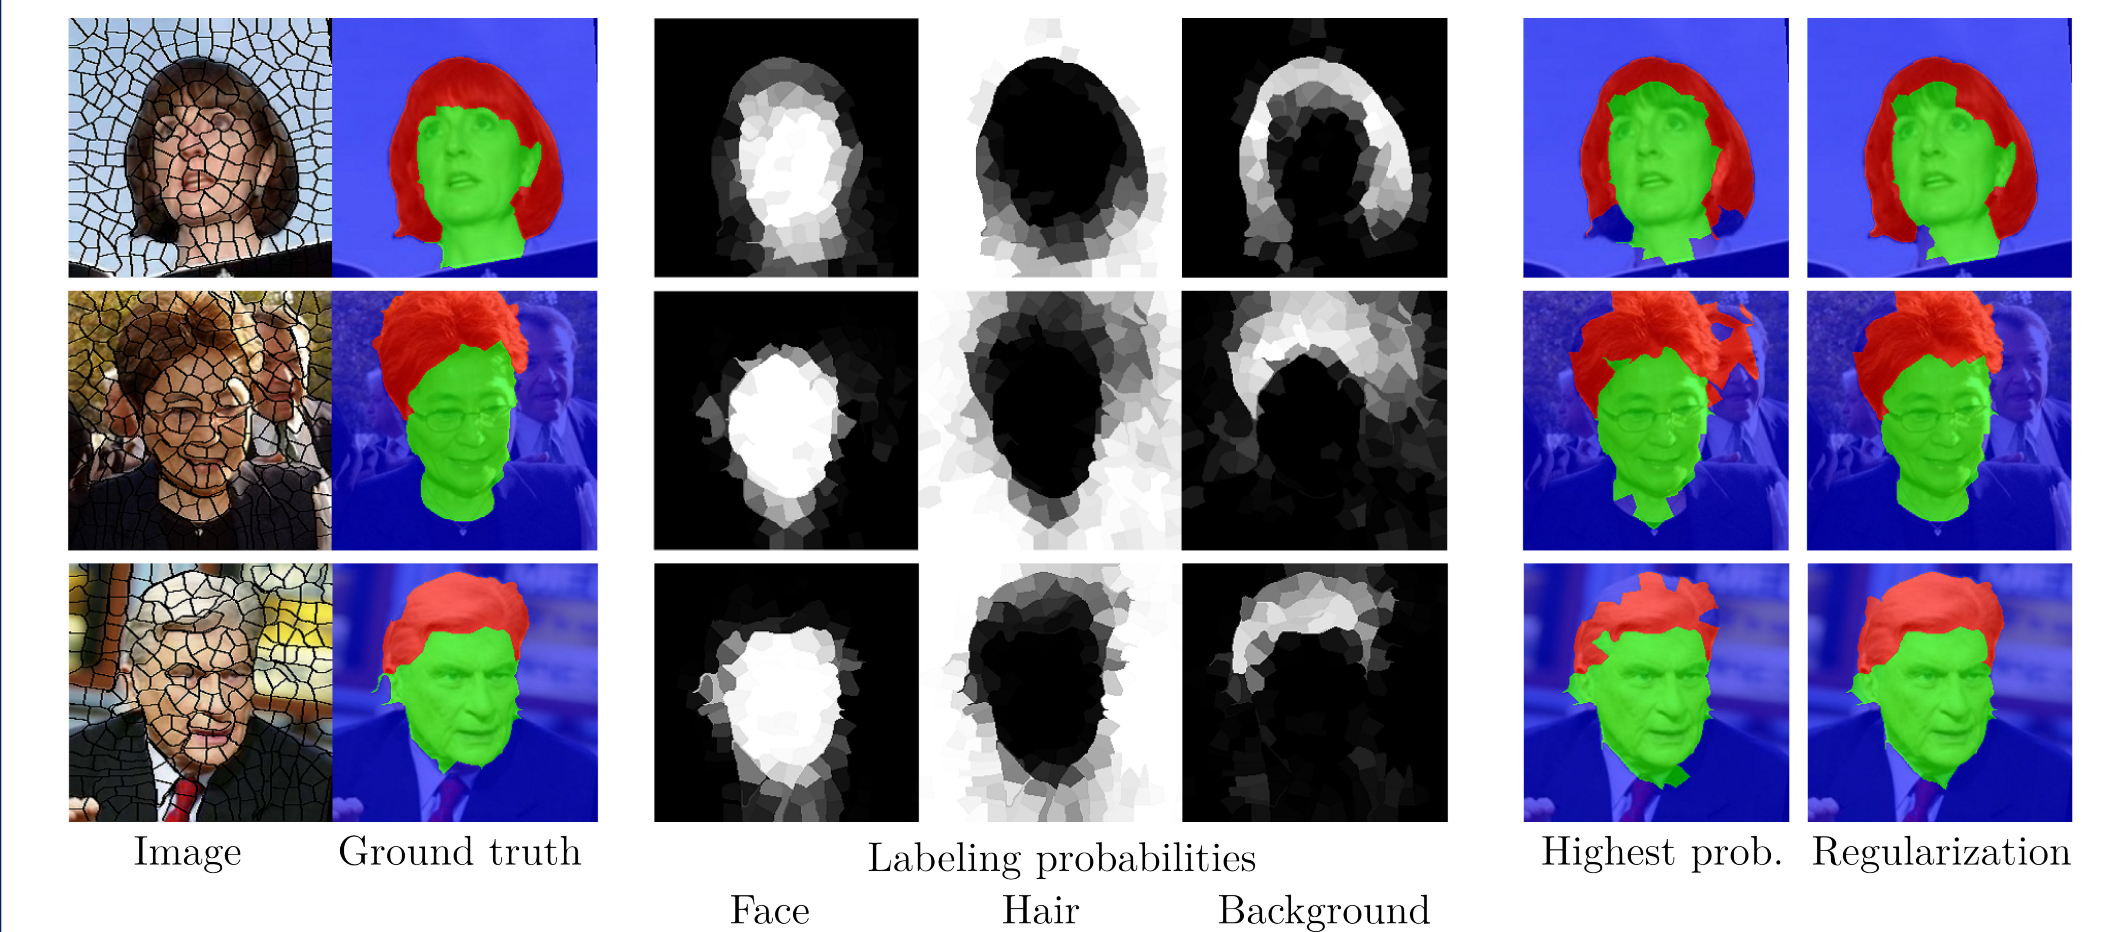 Image
Ground truth
Labeling probabilities
Highest prob.
Regularization
Face
Hair
Background